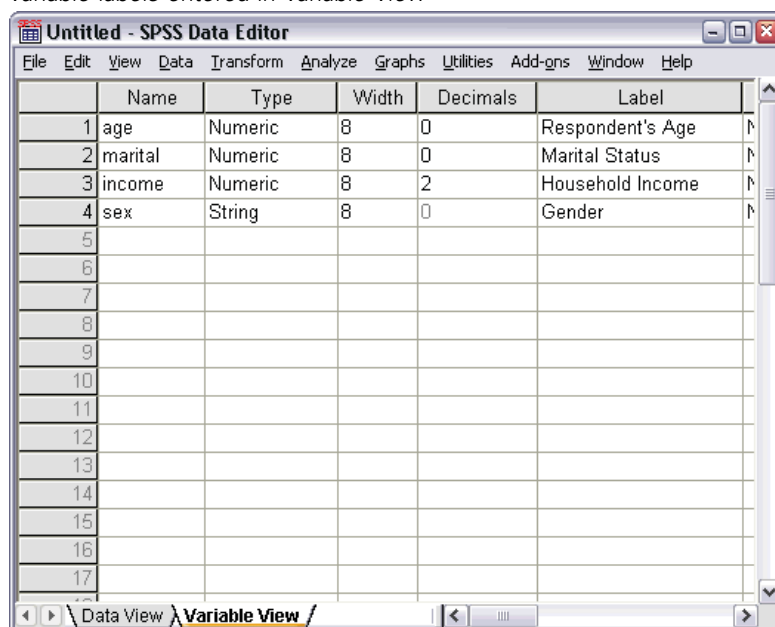 variable labels entered in Variable View
SPSS Untitled - SPSS Data Editor
File Edit View Data Transform Analyze Graphs Utilities Add-ons Window Help
Name Type Width Decimals Label
1 age Numeric 8 0 Respondent's Age
2 marital Numeric 8 0 Marital Status
3 income Numeric 8 2 Household Income
4 sex String 8 0 Gender
5
6
7
8
9
10
11
12
13
14
15
16
17
Data View Variable View